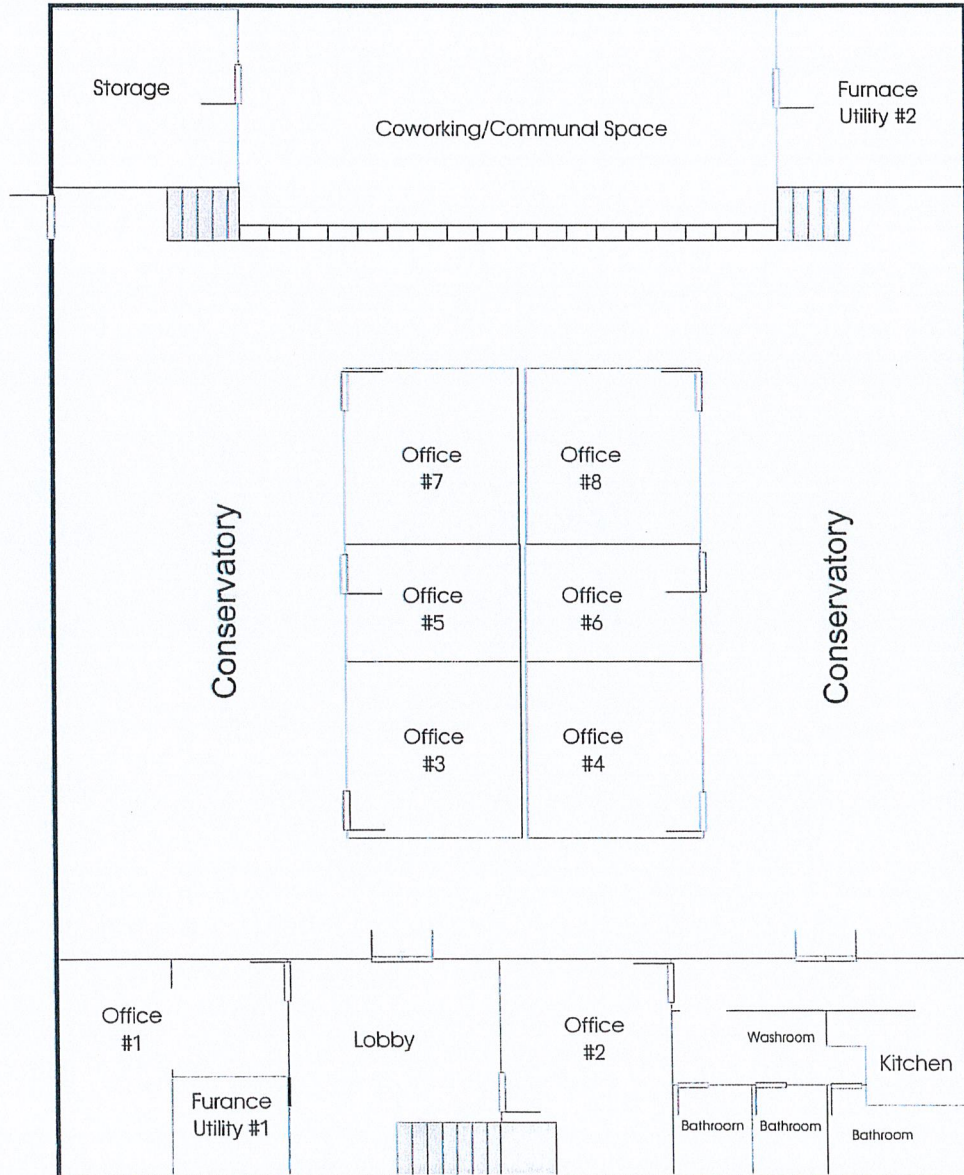 Storage
Coworking/Communal Space
Furnace
Utility #2
Office
#7
Office
#8
Conservatory
Office
#5
Office
#6
Conservatory
Office
#3
Office
#4
Office
#1
Lobby
Office
#2
Washroom
Kitchen
Furance
Utility #1
Bathroom
Bathroom
Bathroom